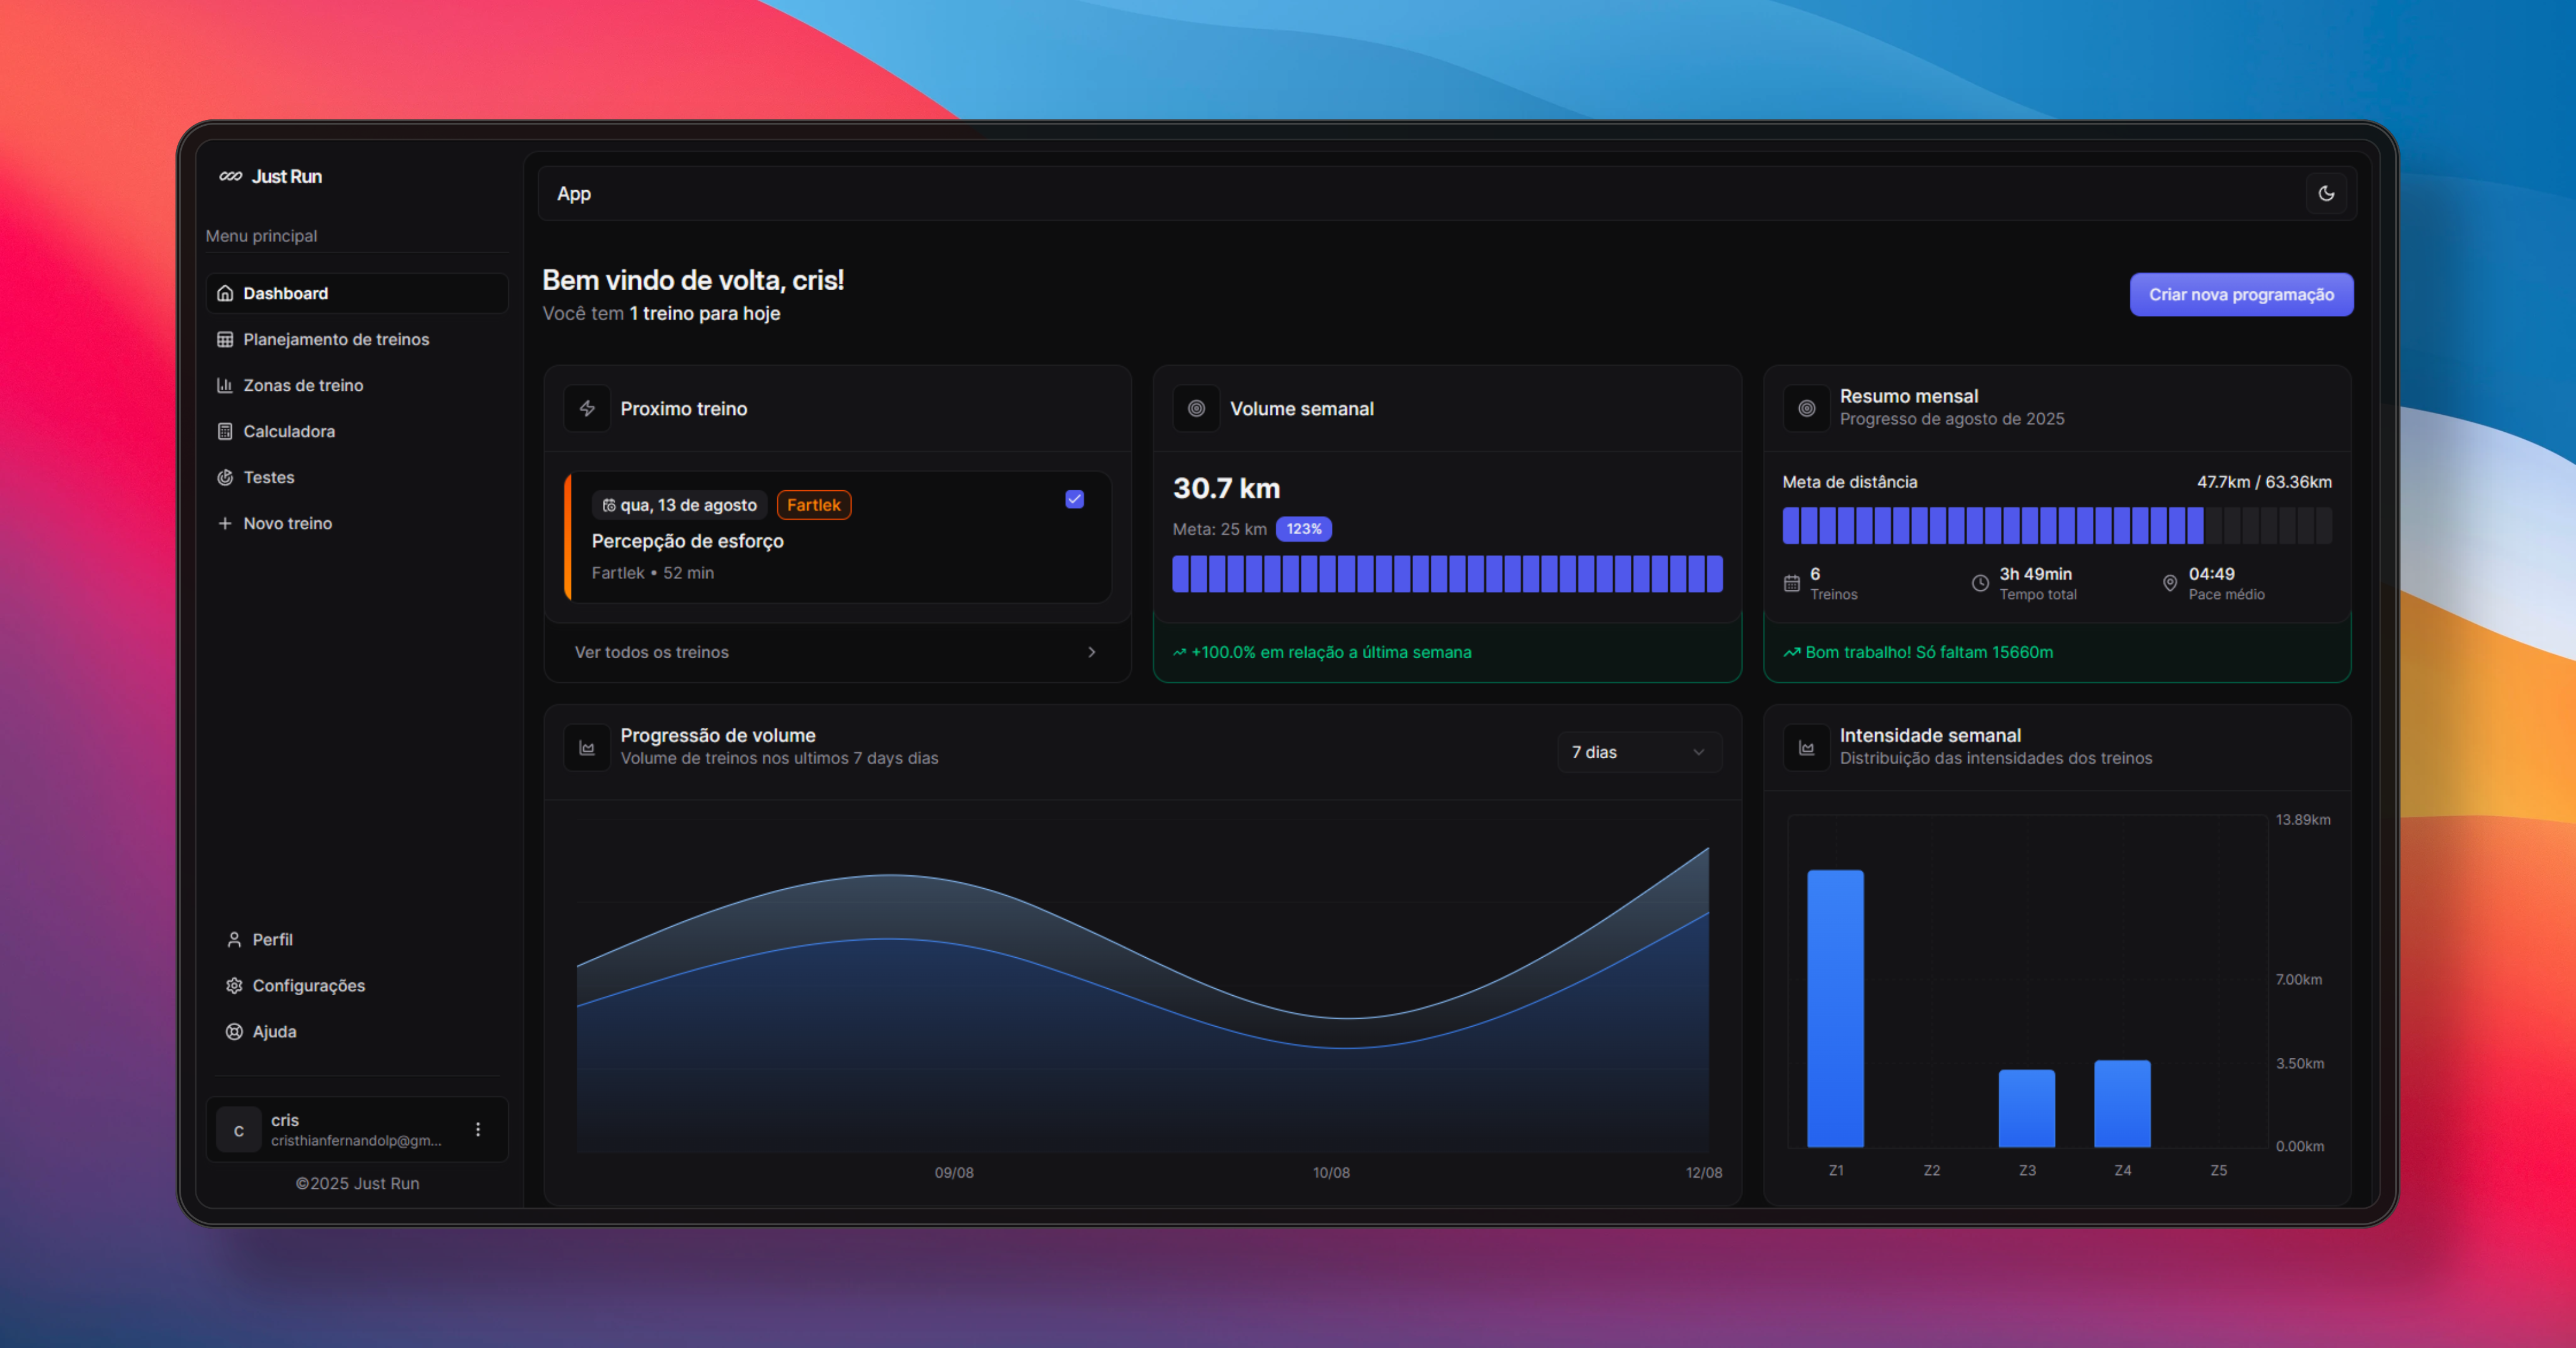 Just Run
Menu principal
Dashboard
Planejamento de treinos
Zonas de treino
Calculadora
Testes
Novo treino
Perfil
Configurações
Ajuda
C
cris
cristhianfernandolp@gm...
©2025 Just Run
App
Bem vindo de volta, cris!
Você tem 1 treino para hoje
Criar nova programação
Proximo treino
qua, 13 de agosto Fartlek
Percepção de esforço
Fartlek • 52 min
Ver todos os treinos
Volume semanal
30.7 km
Meta: 25 km 123%
+100.0% em relação a última semana
Resumo mensal
Progresso de agosto de 2025
Meta de distância 47.7km / 63.36km
6
Treinos
3h 49min
Tempo total
04:49
Pace médio
Bom trabalho! Só faltam 15660m
Progressão de volume
Volume de treinos nos ultimos 7 days dias
7 dias
09/08 10/08 12/08
Intensidade semanal
Distribuição das intensidades dos treinos
13.89km
7.00km
3.50km
0.00km
Z1 Z2 Z3 Z4 Z5